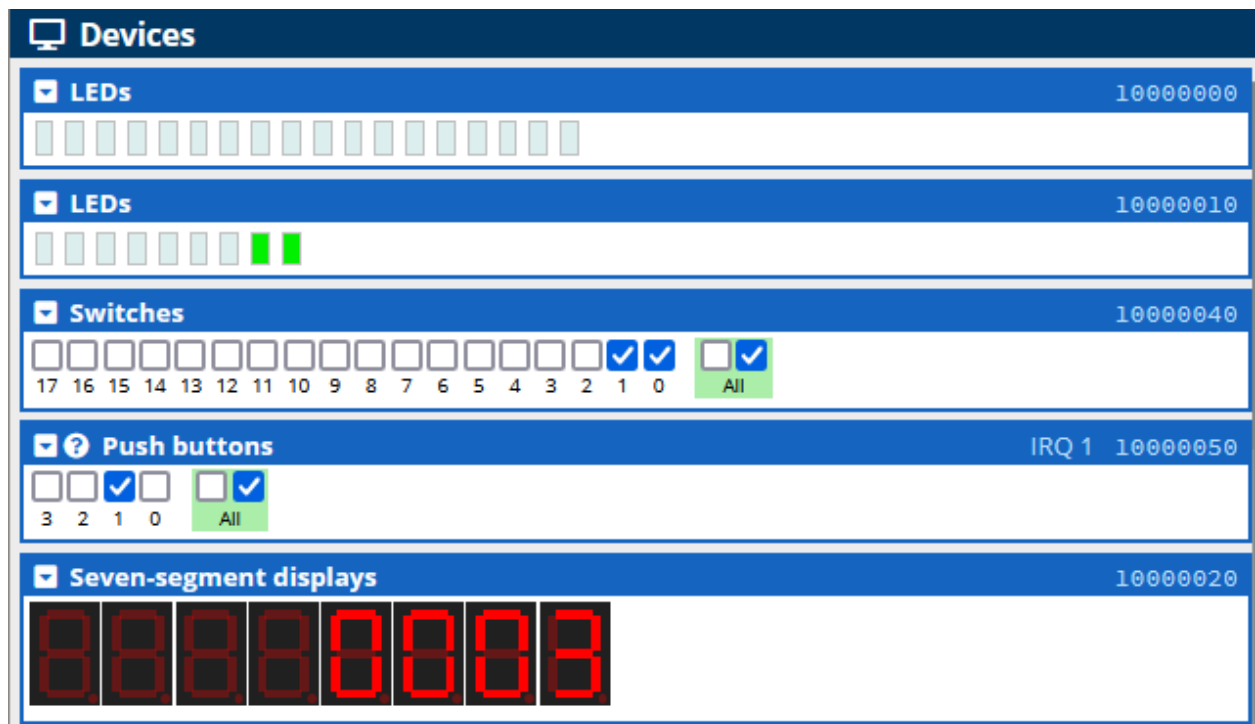 Devices
LEDs 10000000
LEDs 10000010
Switches 10000040
17 16 15 14 13 12 11 10 9 8 7 6 5 4 3 2 1 0 All
Push buttons IRQ 1 10000050
3 2 1 0 All
Seven-segment displays 10000020
0003